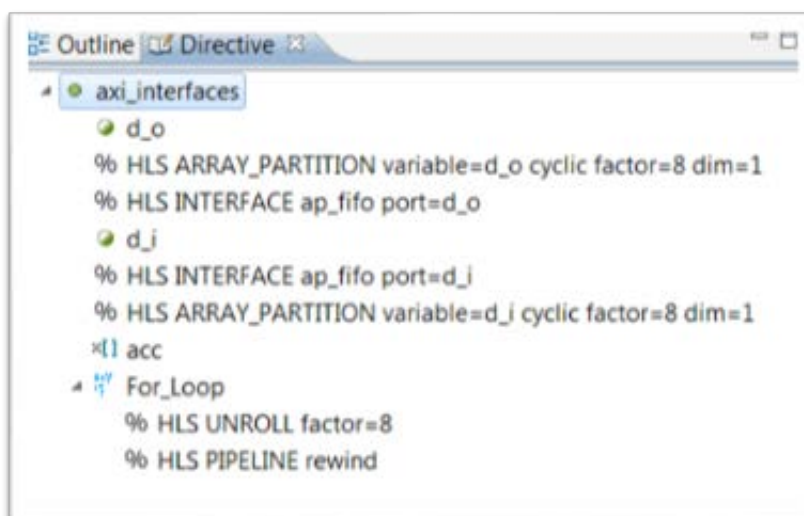 Outline Directive
axi_interfaces
d_o
% HLS ARRAY_PARTITION variable=d_o cyclic factor=8 dim=1
% HLS INTERFACE ap_fifo port=d_o
d_i
% HLS INTERFACE ap_fifo port=d_i
% HLS ARRAY_PARTITION variable=d_i cyclic factor=8 dim=1
×[] acc
For_Loop
% HLS UNROLL factor=8
% HLS PIPELINE rewind